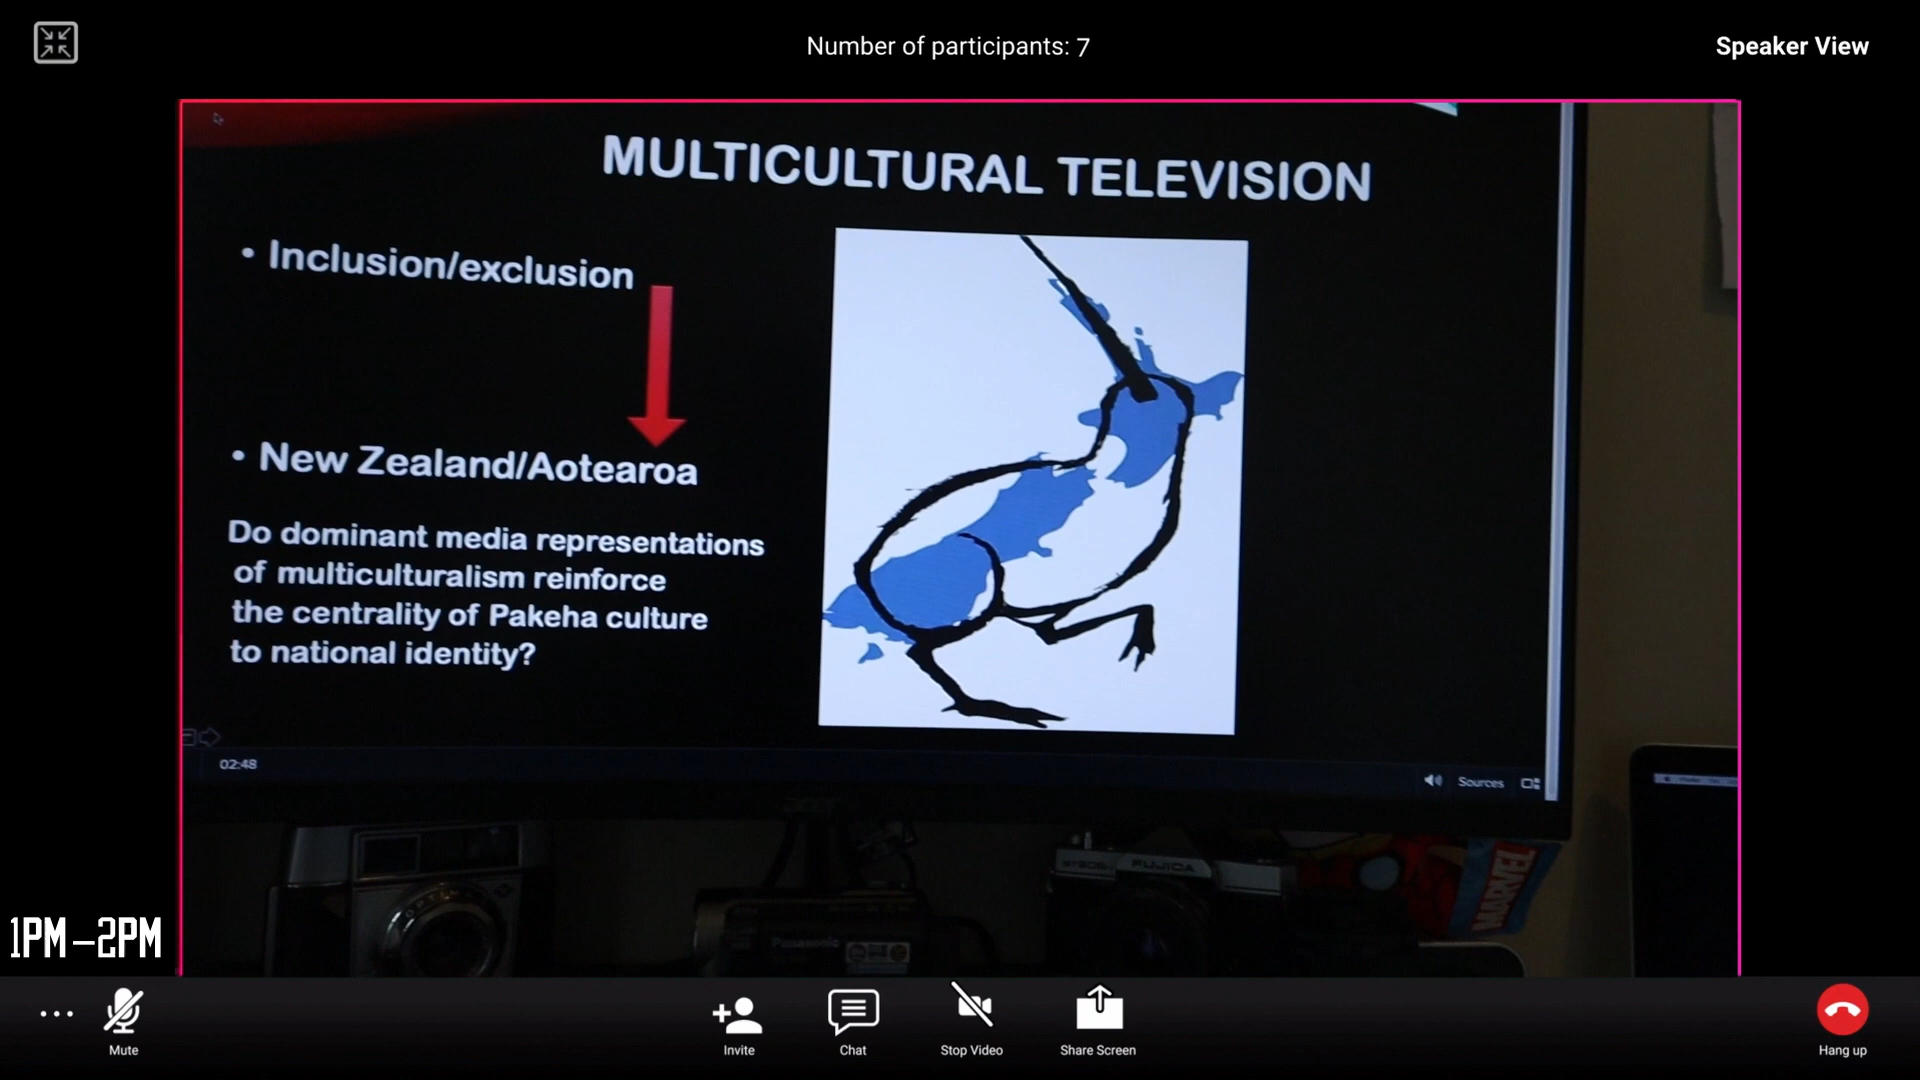 Number of participants: 7
Speaker View
MULTICULTURAL TELEVISION
• Inclusion/exclusion
• New Zealand/Aotearoa
Do dominant media representations
of multiculturalism reinforce
the centrality of Pakeha culture
to national identity?
02:48
Sources
FUJICA
MARVEL
Panasonic
1PM-2PM
Mute
Invite
Chat
Stop Video
Share Screen
Hang up